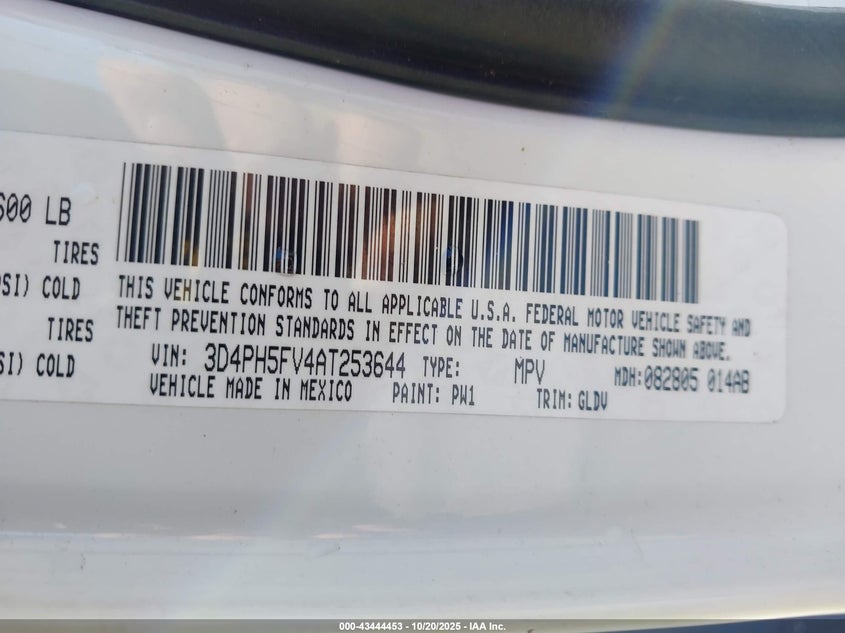 600 LB
TIRES
SI) COLD
TIRES
SI) COLD
THIS VEHICLE CONFORMS TO ALL APPLICABLE U.S.A. FEDERAL MOTOR VEHICLE SAFETY AND
THEFT PREVENTION STANDARDS IN EFFECT ON THE DATE OF MANUFACTURE SHOWN ABOVE.
VIN: 3D4PH5FV4AT253644 TYPE: MPV MDH: 082805 014AB
VEHICLE MADE IN MEXICO PAINT: PW1 TRIM: GLDV
000-43444453 - 10/20/2025 - IAA Inc.